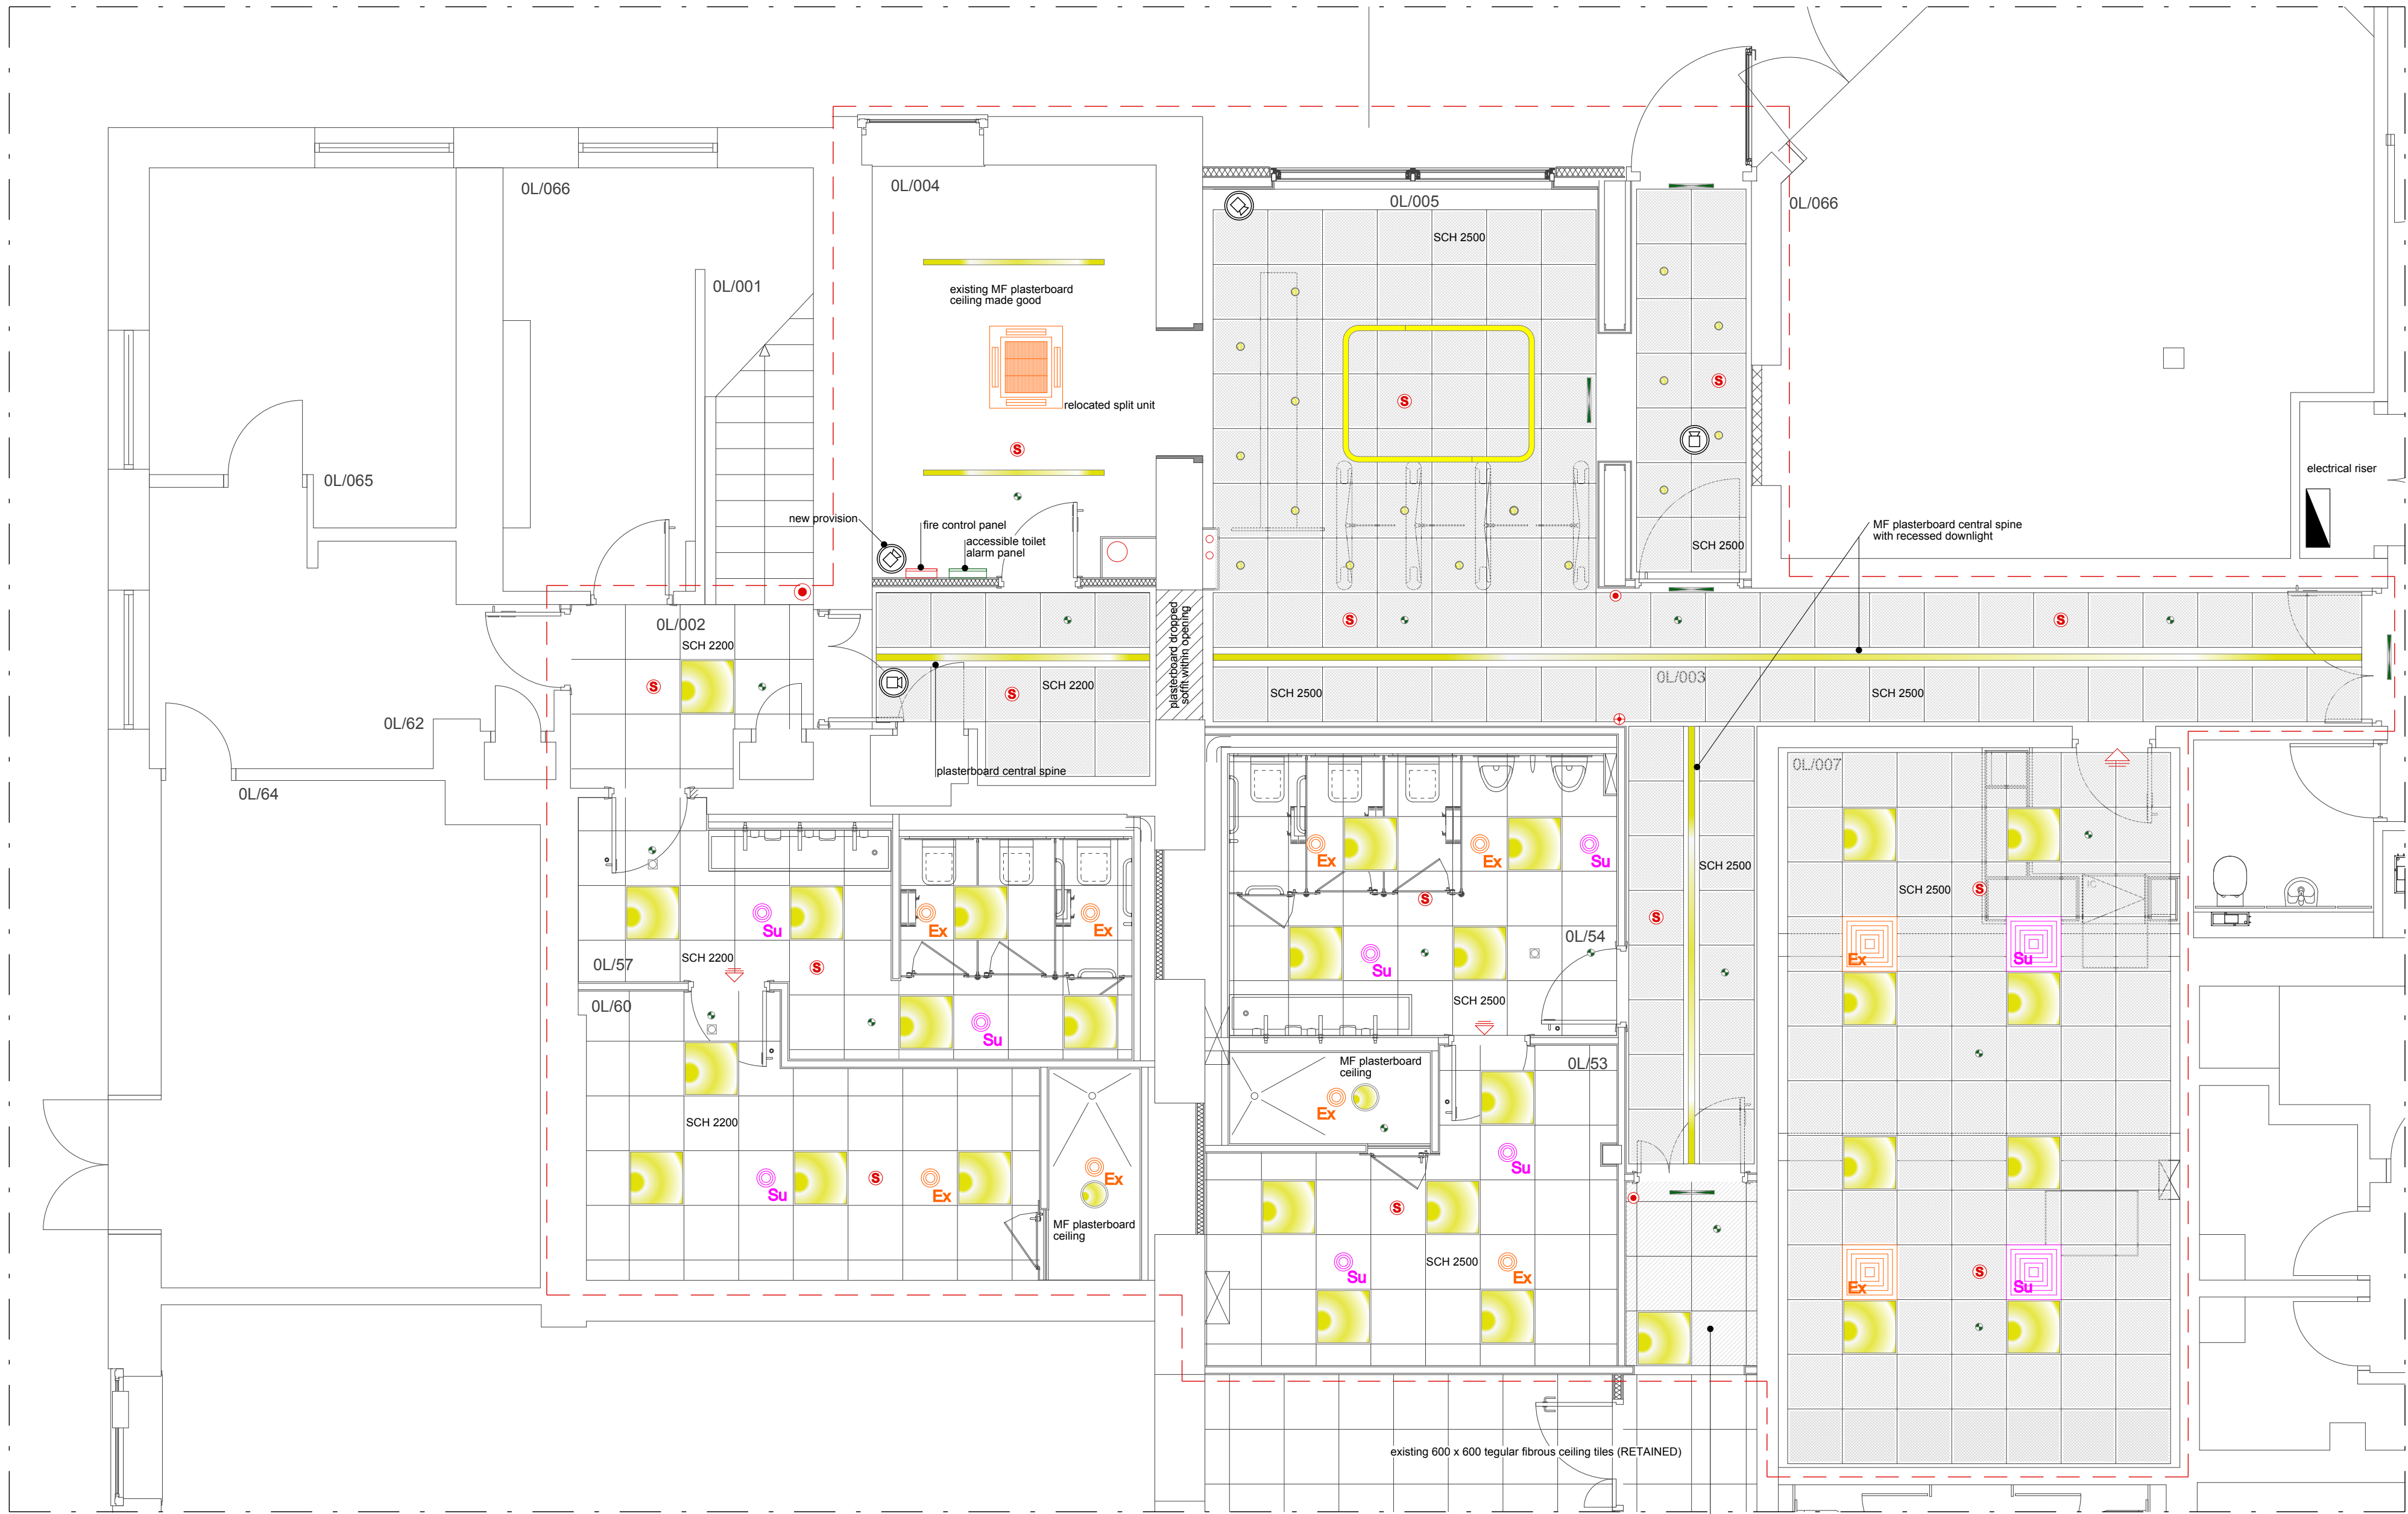 0L/066
0L/004
0L/005
0L/066
SCH 2500
0L/001
existing MF plasterboard
ceiling made good
relocated split unit
S
S
S
0L/065
electrical riser
new provision
fire control panel
accessible toilet
alarm panel
MF plasterboard central spine
with recessed downlight
SCH 2500
0L/002
SCH 2200
S
plasterboard dropped
soffit within opening
S
S
0L/003
SCH 2200
S
SCH 2500
SCH 2500
0L/62
plasterboard central spine
0L/64
0L/007
Ex
Ex
Su
SCH 2500
SCH 2500
S
IC
S
Su
Ex
Ex
S
0L/54
Ex
Su
0L/57
SCH 2200
S
Su
0L/60
SCH 2500
Su
MF plasterboard
ceiling
0L/53
Ex
SCH 2200
Su
S
Ex
Ex
Su
S
MF plasterboard
ceiling
Su
SCH 2500
Ex
Ex
S
Su
existing 600 x 600 tegular fibrous ceiling tiles (RETAINED)